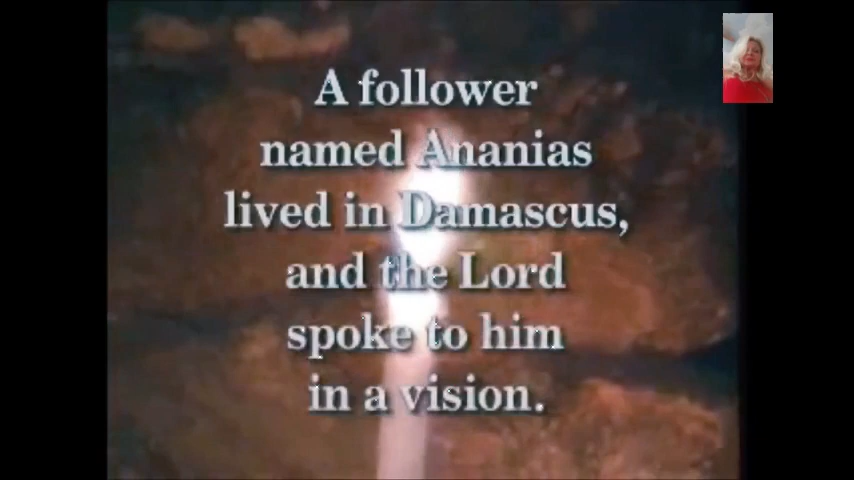 A follower
named Ananias
lived in Damascus,
and the Lord
spoke to him
in a vision.